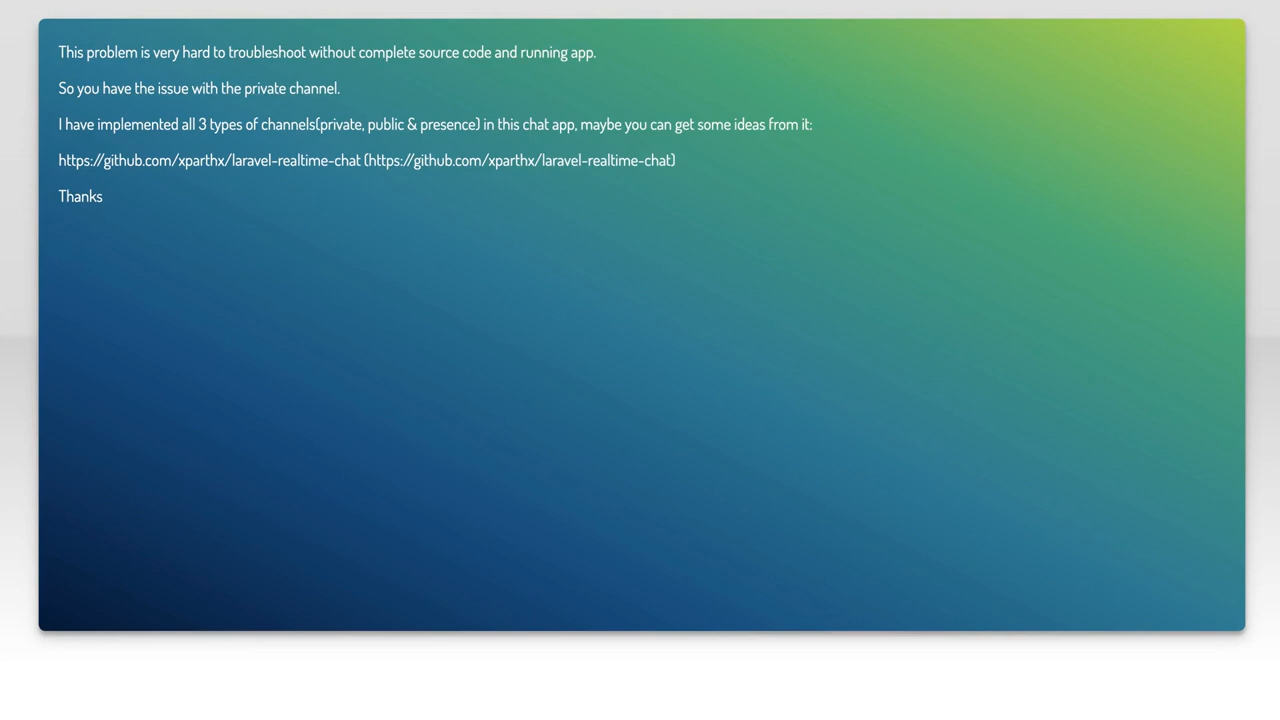 This problem is very hard to troubleshoot without complete source code and running app.
So you have the issue with the private channel.
I have implemented all 3 types of channels(private, public & presence) in this chat app, maybe you can get some ideas from it:
https://github.com/xparthx/laravel-realtime-chat (https://github.com/xparthx/laravel-realtime-chat)
Thanks